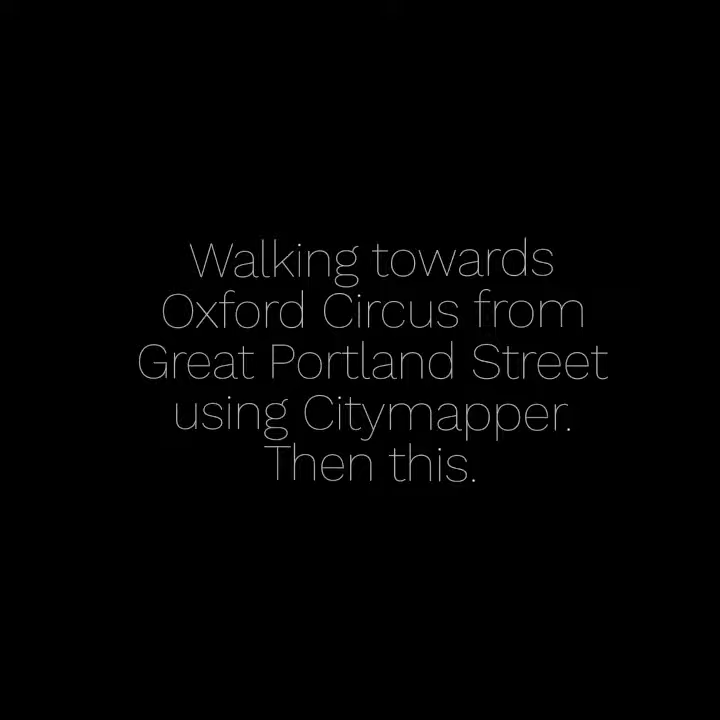 Walking towards
Oxford Circus from
Great Portland Street
using Citymapper.
Then this.